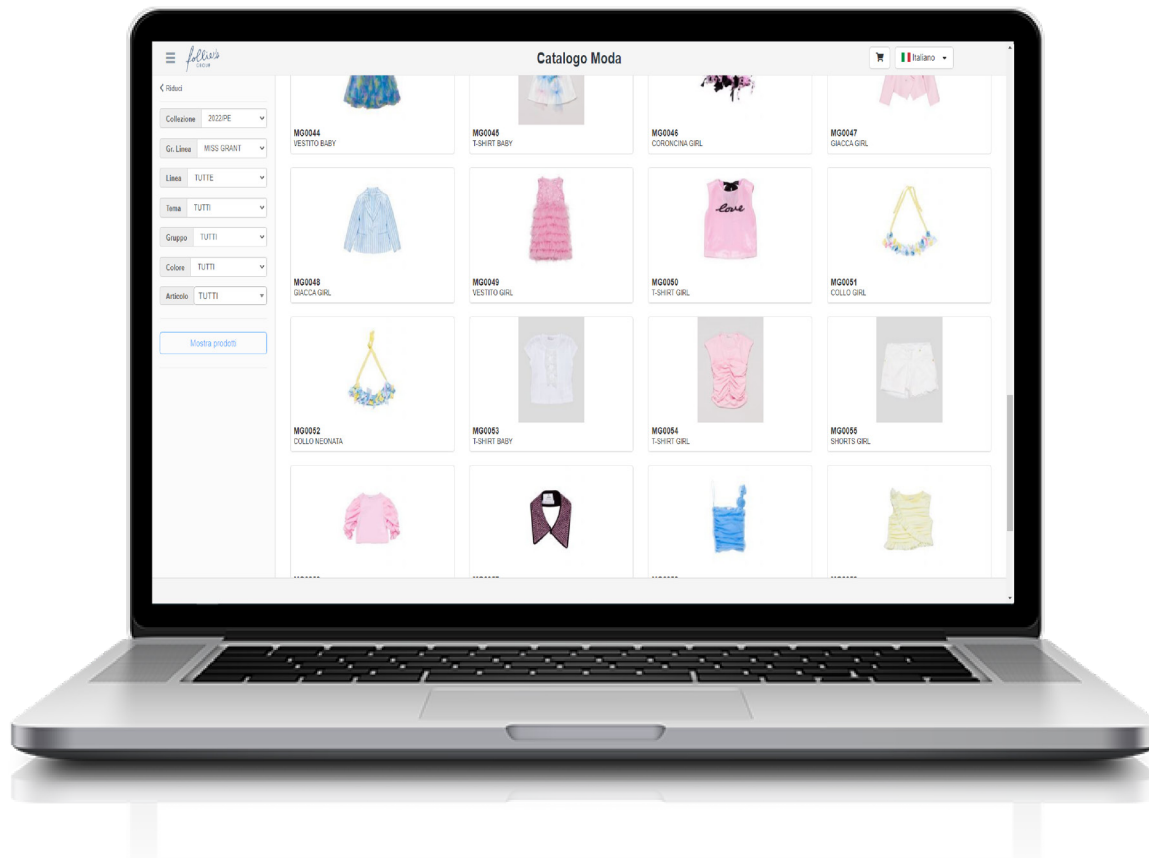 follie's
GROUP
Catalogo Moda
Italiano
Riduci
Collezione 2022/PE
Gr. Linea MISS GRANT
Linea TUTTE
Tema TUTTI
Gruppo TUTTI
Colore TUTTI
Articolo TUTTI
Mostra prodotti
MG0044
VESTITO BABY
MG0045
T-SHIRT BABY
MG0046
CORONCINA GIRL
MG0047
GIACCA GIRL
MG0048
GIACCA GIRL
MG0049
VESTITO GIRL
love
MG0050
T-SHIRT GIRL
MG0051
COLLO GIRL
MG0052
COLLO NEONATA
MG0053
T-SHIRT BABY
MG0054
T-SHIRT GIRL
MG0055
SHORTS GIRL